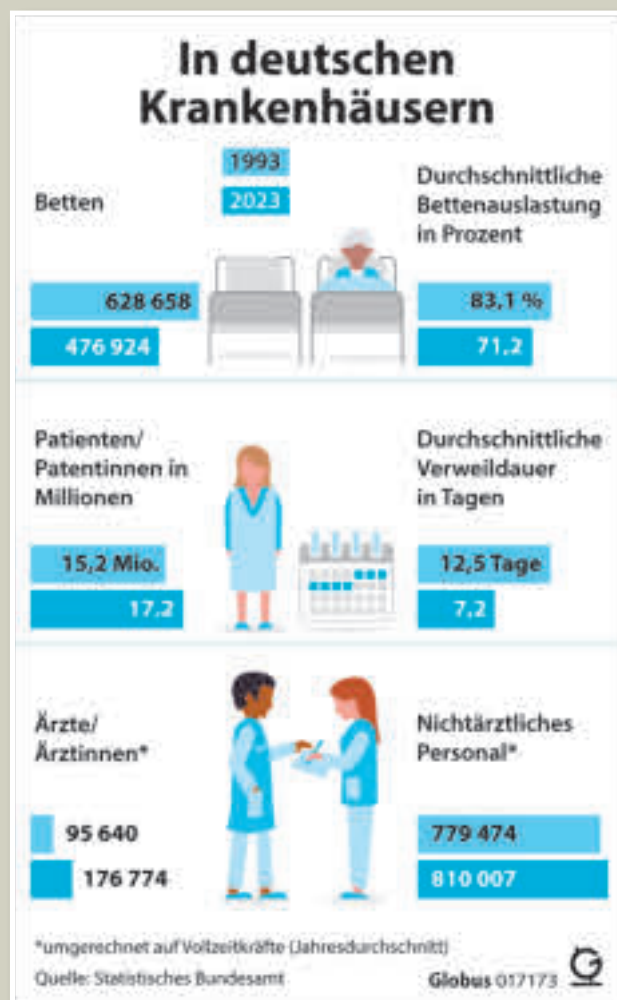 In deutschen
Krankenhäusern
1993
2023
Betten
628 658
476 924
Durchschnittliche
Bettenauslastung
in Prozent
83,1 %
71,2
Patienten/
Patentinnen in
Millionen
15,2 Mio.
17,2
Durchschnittliche
Verweildauer
in Tagen
12,5 Tage
7,2
Ärzte/
Ärztinnen*
95 640
176 774
Nichtärztliches
Personal*
779 474
810 007
*umgerechnet auf Vollzeitkräfte (Jahresdurchschnitt)
Quelle: Statistisches Bundesamt
Globus 017173